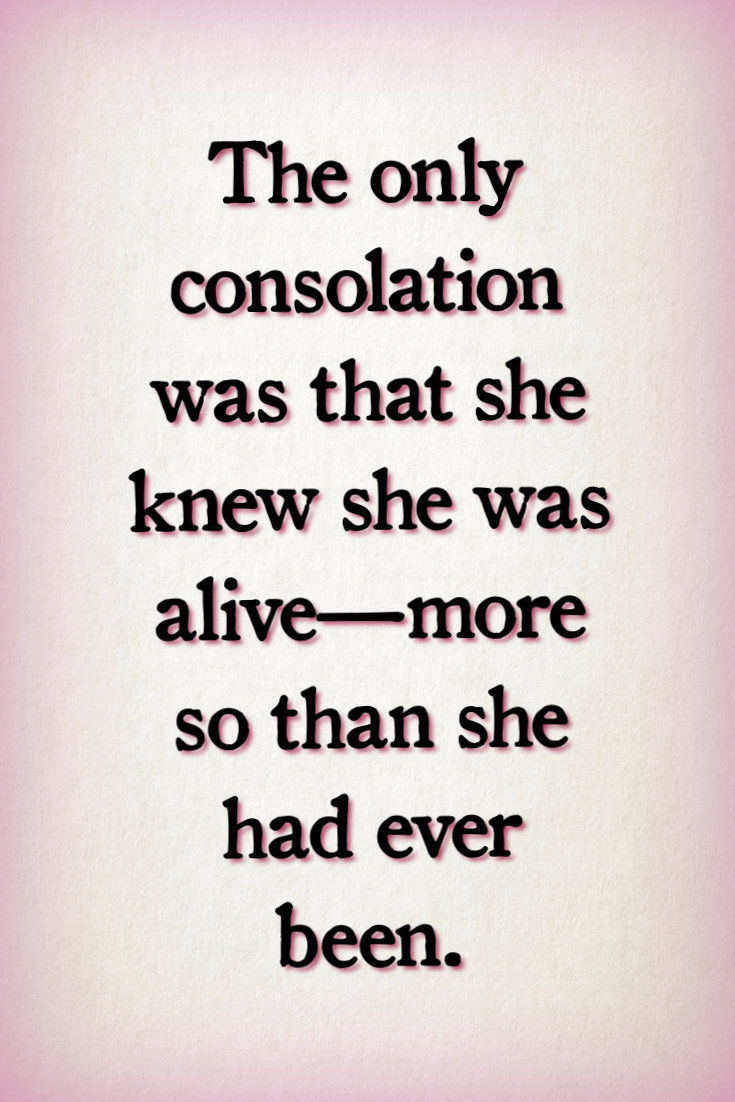 The only
consolation
was that she
knew she was
alive—more
so than she
had ever
been.